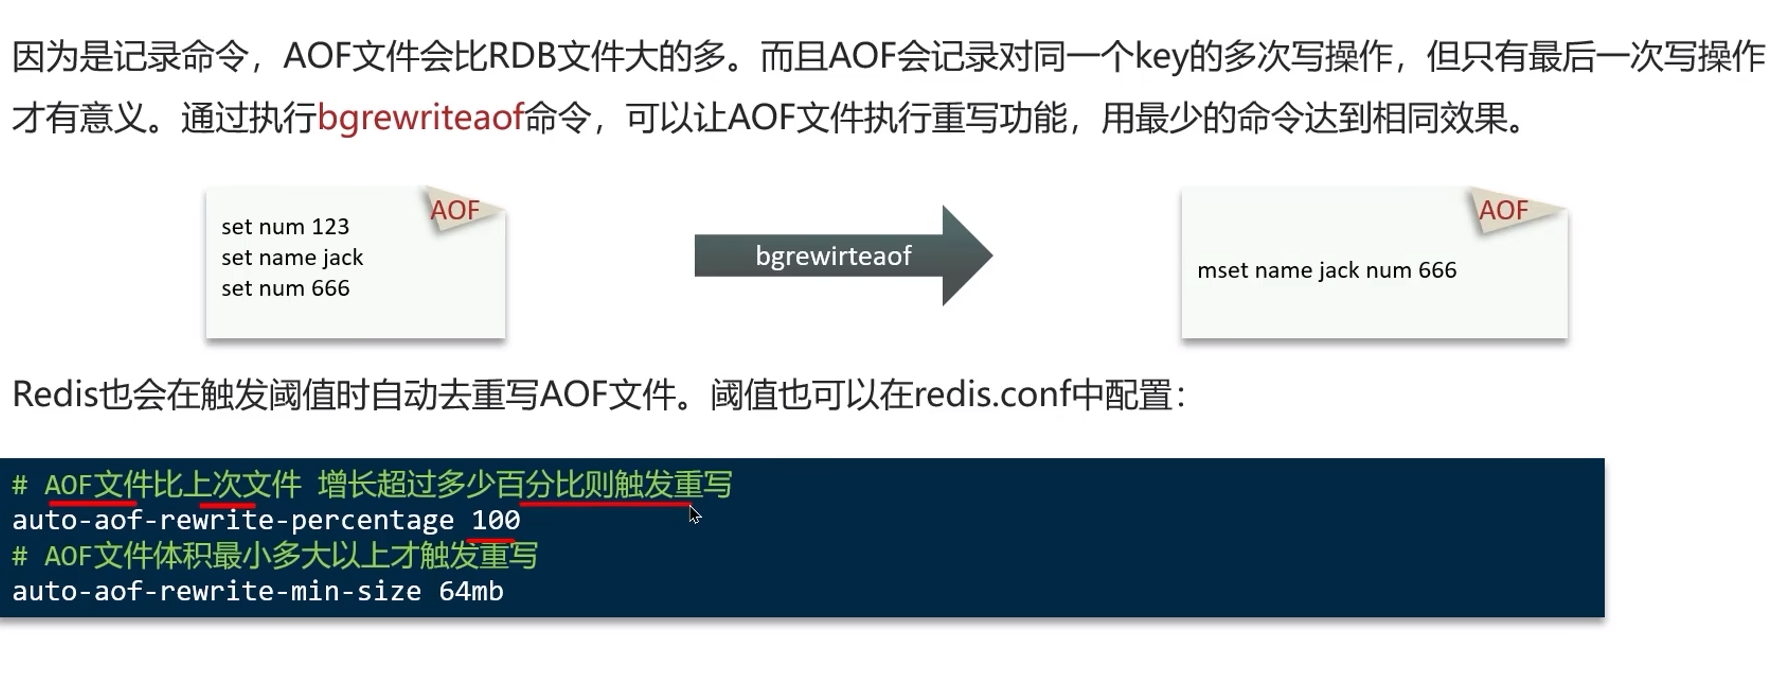 因为是记录命令，AOF文件会比RDB文件大的多。而且AOF会记录对同一个key的多次写操作，但只有最后一次写操作
才有意义。通过执行bgrewriteaof命令，可以让AOF文件执行重写功能，用最少的命令达到相同效果。
AOF
set num 123
set name jack
set num 666
bgrewirteaof
AOF
mset name jack num 666
Redis也会在触发阈值时自动去重写AOF文件。阈值也可以在redis.conf中配置：
# AOF文件比上次文件 增长超过多少百分比则触发重写
auto-aof-rewrite-percentage 100
# AOF文件体积最小多大以上才触发重写
auto-aof-rewrite-min-size 64mb